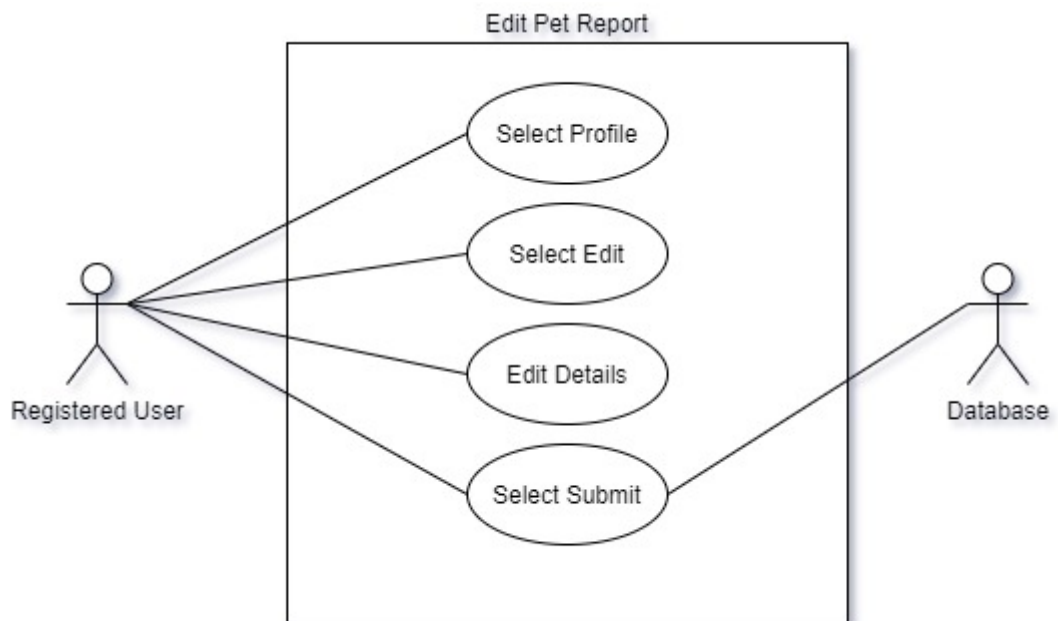 Edit Pet Report
Select Profile
Select Edit
Edit Details
Registered User
Database
Select Submit